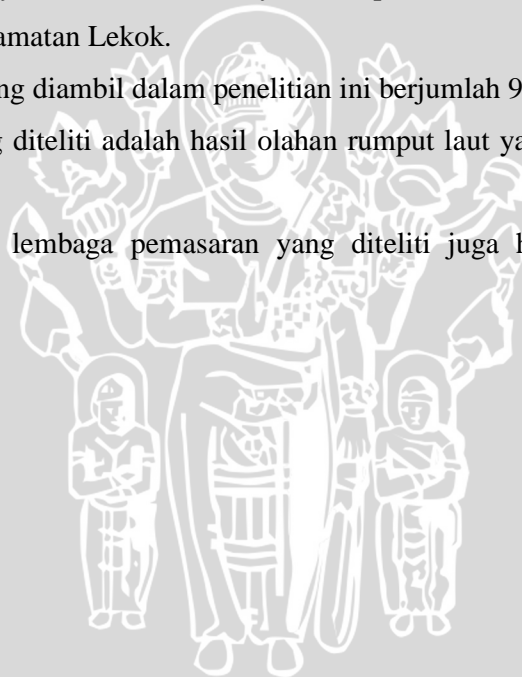 amatan Lekok.
ng diambil dalam penelitian ini berjumlah 9
g diteliti adalah hasil olahan rumput laut ya
lembaga pemasaran yang diteliti juga h